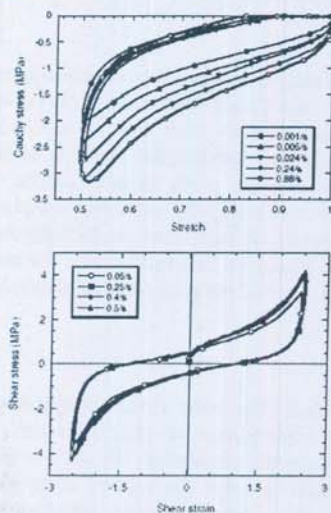 0
-0.5
-1
-1.5
-2
-2.5
-3
-3.5
Cauchy stress (MPa)
0.001/s
0.005/s
0.024/s
0.24/s
0.88/s
0.5 0.6 0.7 0.8 0.9 1
Stretch
4
2
0
-2
-4
Shear stress (MPa)
0.05/s
0.25/s
0.4/s
0.5/s
-3 -1.5 0 1.5 3
Shear strain